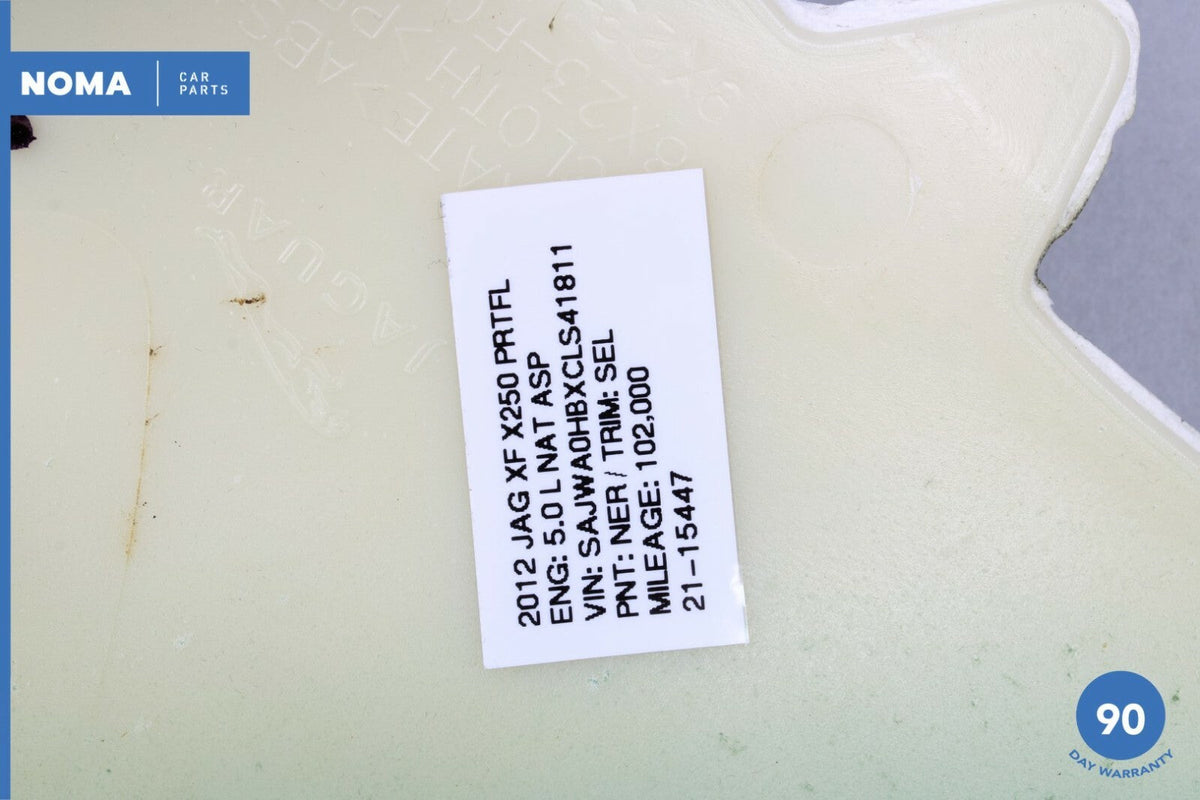 NOMA
CAR
PARTS
2012 JAG XF X250 PRTFL
ENG: 5.0 L NAT ASP
VIN: SAJWA0HBXCLS41811
PNT: NER / TRIM: SEL
MILEAGE: 102,000
21-15447
JAGUAR
CLOTH>
90
DAY WARRANTY